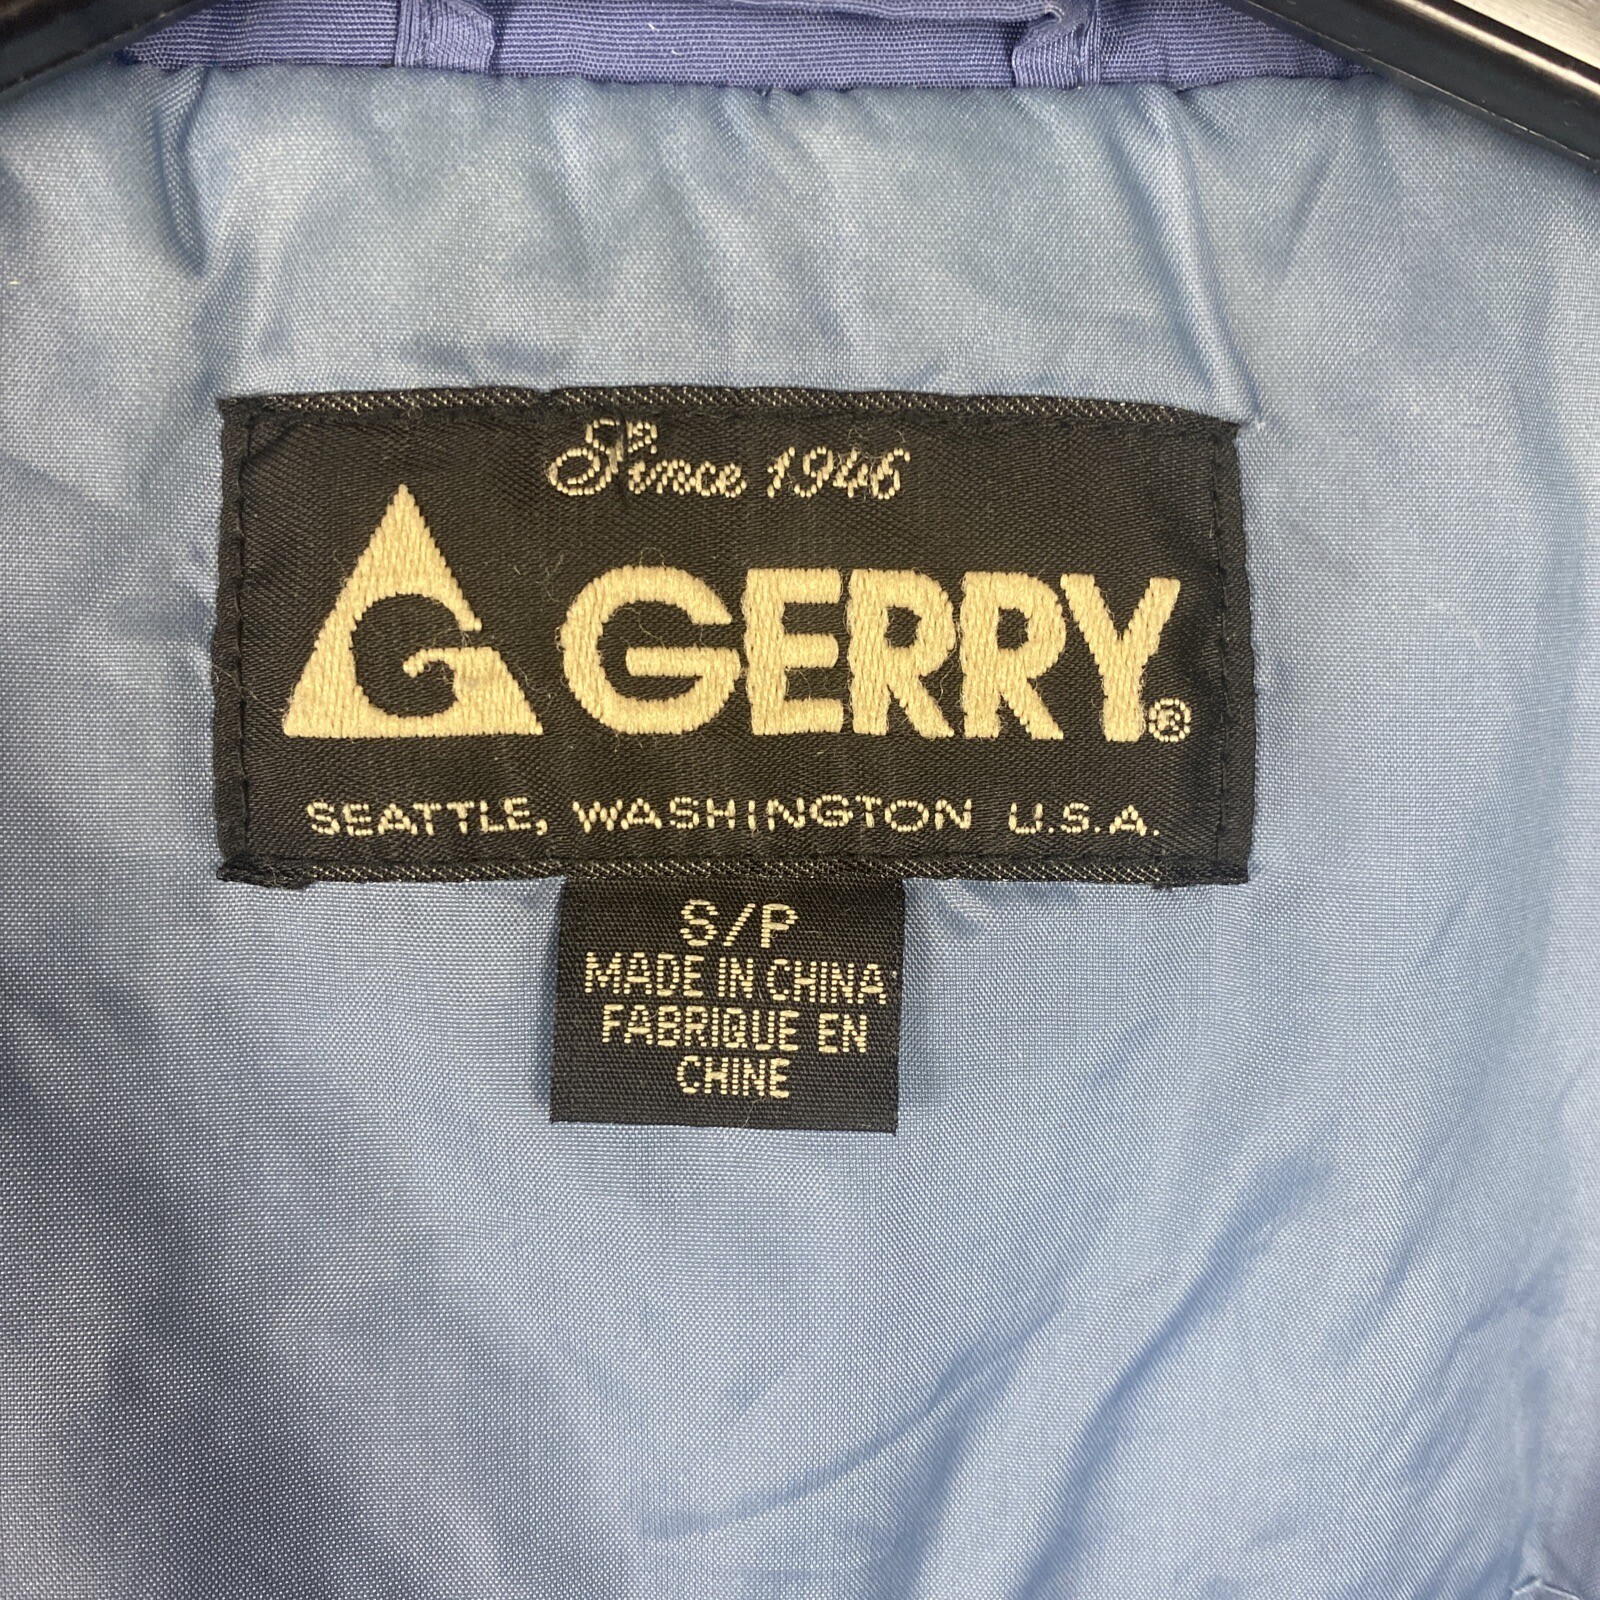 Since 1946
G GERRY®
SEATTLE, WASHINGTON U.S.A.
S/P
MADE IN CHINA
FABRIQUE EN
CHINE